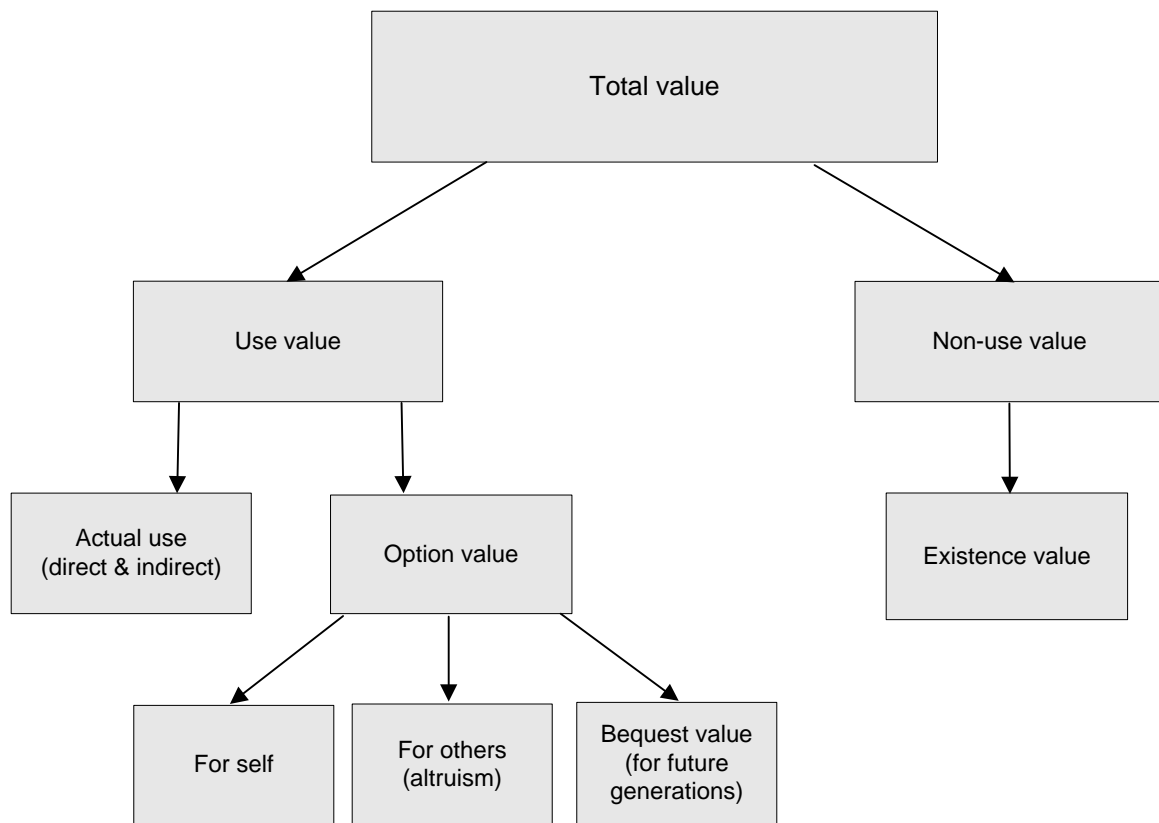 Total value
Use value
Non-use value
Actual use
(direct & indirect)
Option value
Existence value
For self
For others
(altruism)
Bequest value
(for future
generations)